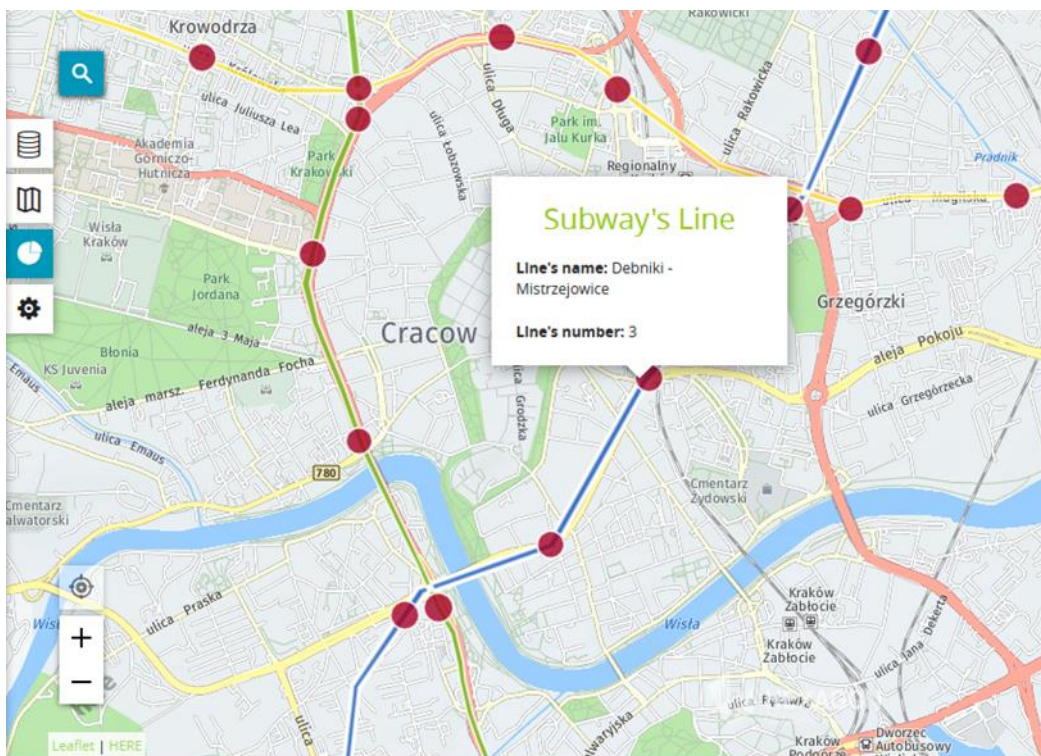 Krowodrza
Rakowicki
ulica Juliusza Lea
ulica Długa
ulica Rakowicka
ulica Łobzowska
Park im.
Jalu Kurka
Akademia
Górniczo-
Hutnicza
Park
Krakowski
Regionalny
Prądnik
Subway's Line
Line's name: Debniki -
Mistrzejowice
Line's number: 3
Wisła
Kraków
Park
Jordana
Grzegórzki
aleja 3 Maja
Cracow
aleja Pokoju
Błonia
KS Juvenia
aleja marsz. Ferdynanda Focha
Emaus
ulica Grzegórzecka
Grodzka
ulica Emaus
780
Cmentarz
Żydowski
Cmentarz
alwatorski
ulica Praska
Wisła
Kraków
Zabłocie
Kraków
Zabłocie
ulica Jana Dekerta
+
−
ulica
ulica Rękawka
Kraków
Podgórze
Dworzec
Autobusowy
Leaflet | HERE